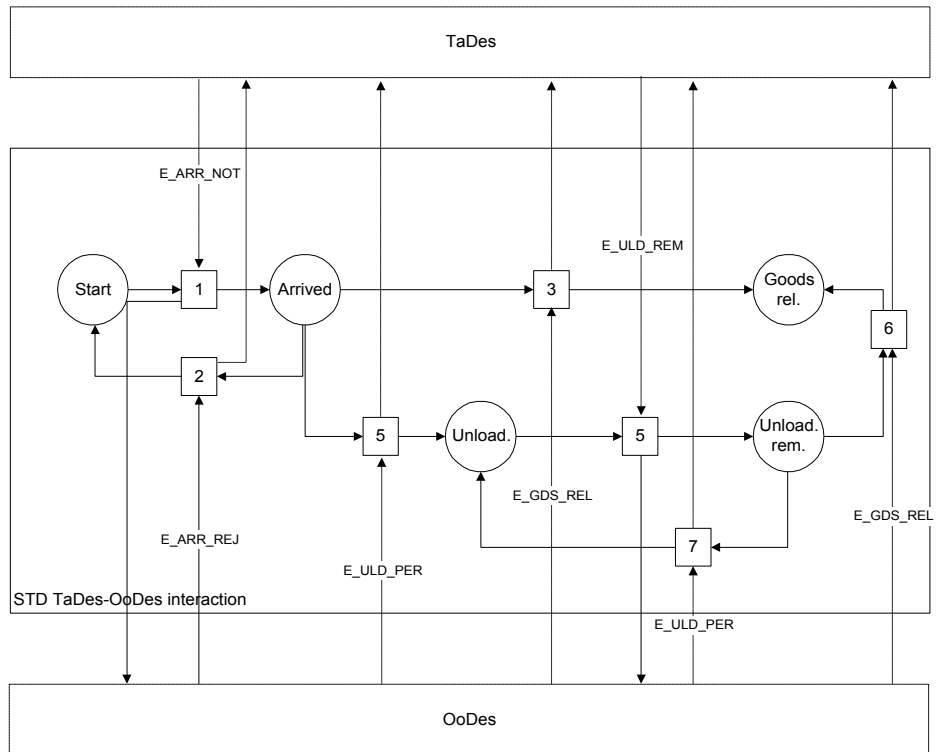 TaDes
E_ARR_NOT
E_ULD_REM
Start
1
Arrived
3
Goods
rel.
6
2
5
Unload.
5
Unload.
rem.
E_GDS_REL
E_GDS_REL
E_ARR_REJ
7
E_ULD_PER
STD TaDes-OoDes interaction
E_ULD_PER
OoDes